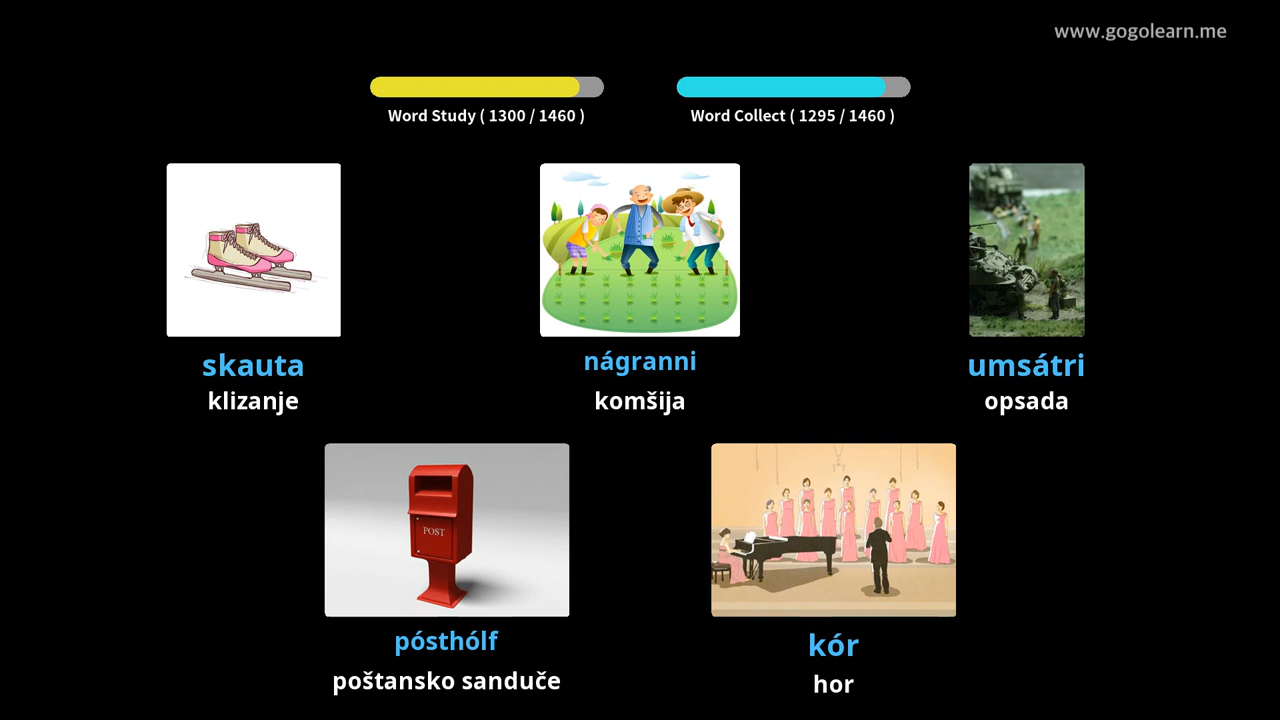 www.gogolearn.me
Word Study ( 1300 / 1460 )
Word Collect ( 1295 / 1460 )
skauta
klizanje
nágranni
komšija
umsátri
opsada
POST
pósthólf
poštansko sanduče
kór
hor